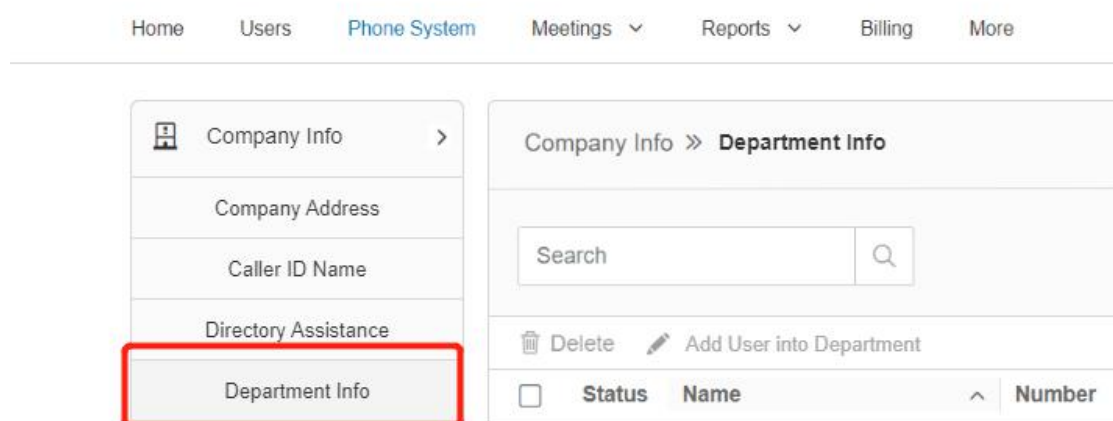 Home Users Phone System Meetings Reports Billing More
Company Info
Company Address
Caller ID Name
Directory Assistance
Department Info
Company Info » Department Info
Search
Delete Add User into Department
Status Name Number